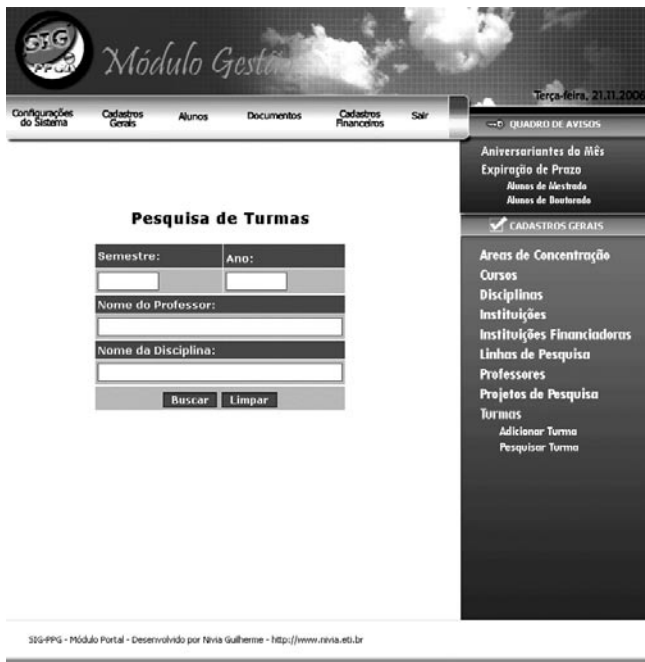 SIG
PPGR
Módulo Gestão
Terça-feira, 21.11.2006
Configurações
do Sistema
Cadastros
Gerais
Alunos
Documentos
Cadastros
Financeiros
Sair
QUADRO DE AVISOS
Aniversariantes do Mês
Expiração de Prazo
Alunos de Mestrado
Alunos de Doutorado
CADASTROS GERAIS
Areas de Concentração
Cursos
Disciplinas
Instituições
Instituições Financiadoras
Linhas de Pesquisa
Professores
Projetos de Pesquisa
Turmas
Adicionar Turma
Pesquisar Turma
Pesquisa de Turmas
Semestre:
Ano:
Nome do Professor:
Nome da Disciplina:
Buscar
Limpar
SIG-PPG - Módulo Portal - Desenvolvido por Nivia Guilherme - http://www.nivia.eti.br